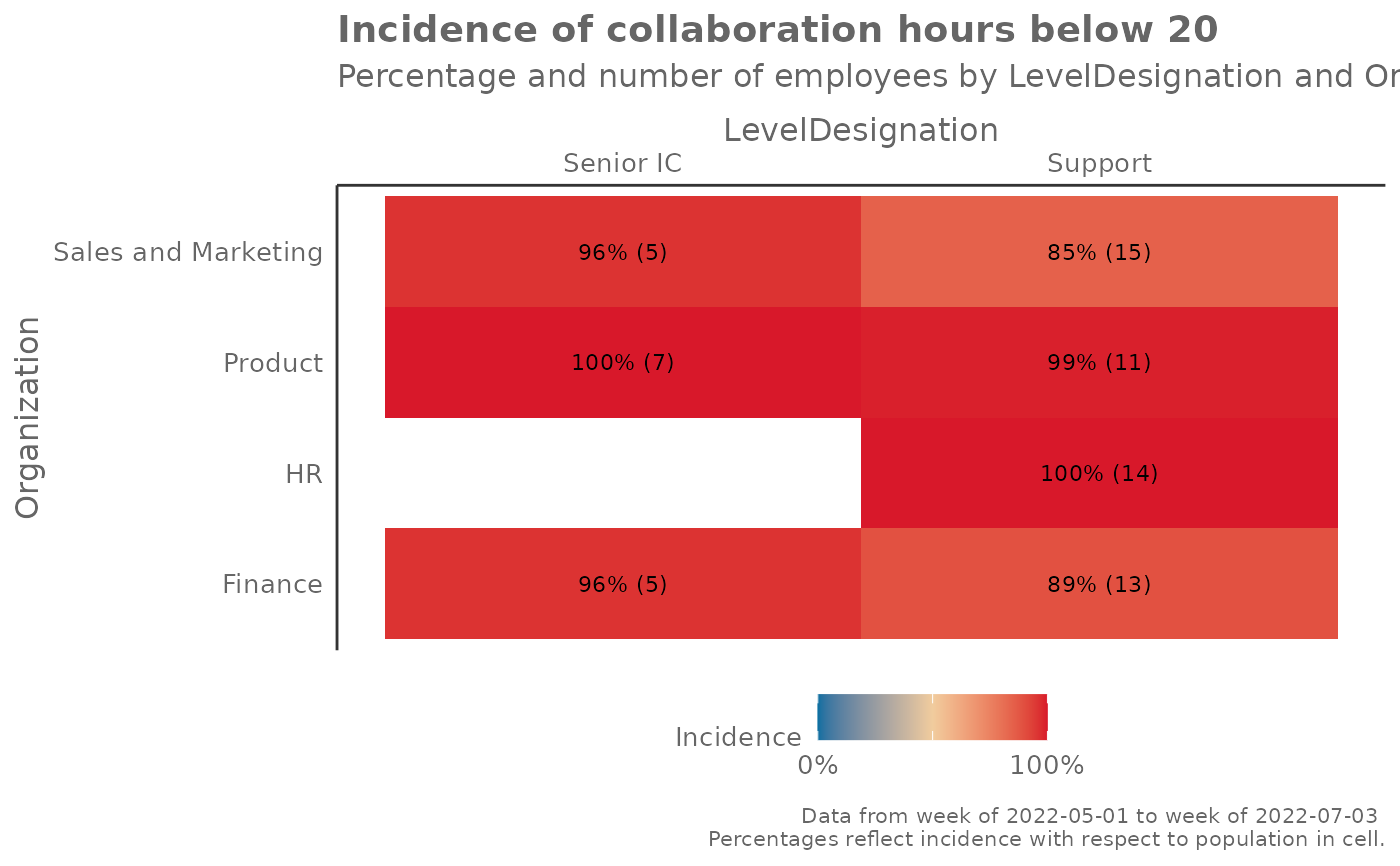 Incidence of collaboration hours below 20
Percentage and number of employees by LevelDesignation and Or
LevelDesignation
Senior IC Support
Organization
Sales and Marketing 96% (5) 85% (15)
Product 100% (7) 99% (11)
HR 100% (14)
Finance 96% (5) 89% (13)
Incidence
0% 100%
Data from week of 2022-05-01 to week of 2022-07-03
Percentages reflect incidence with respect to population in cell.